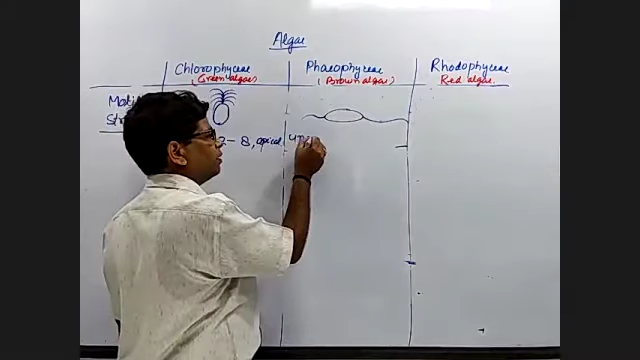 Algae
Chlorophyceae Phaeophyceae Rhodophyceae
(Green algae) (Brown algae) Red algae
2-8, apical